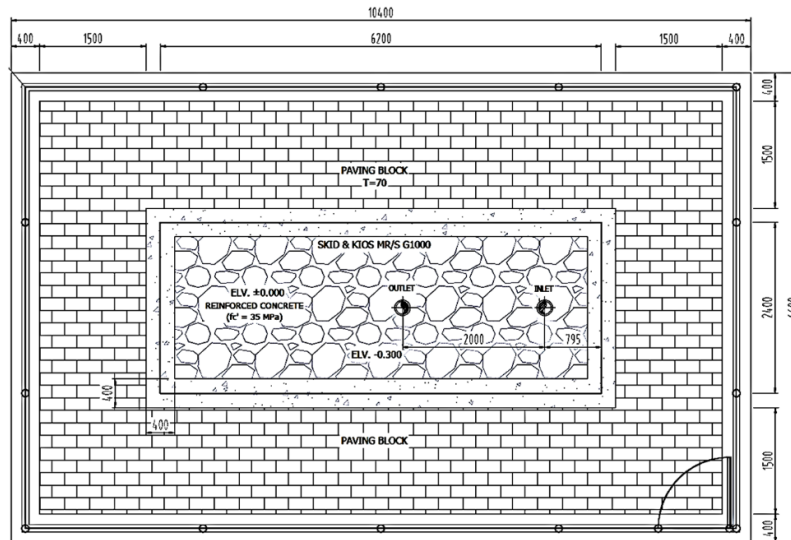 10400
400
1500
6200
1500
400
400
1500
PAVING BLOCK
T=70
SKID & KIOS MR/S G1000
ELV. ±0.000
REINFORCED CONCRETE
(fc' = 35 MPa)
OUTLET
INLET
2000
795
ELV. -0.300
2400
400
400
PAVING BLOCK
1500
400